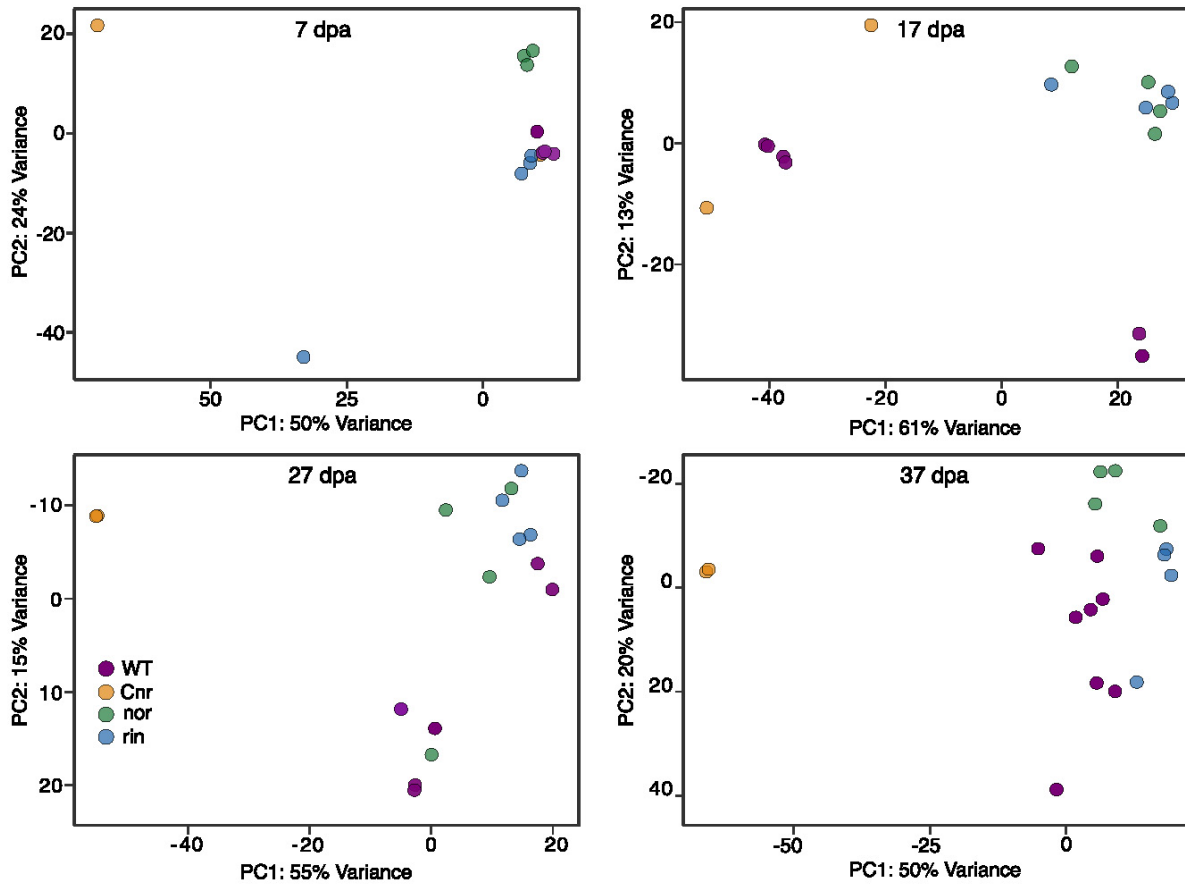 7 dpa
20
0
-20
-40
PC2: 24% Variance
50
25
0
PC1: 50% Variance
17 dpa
20
0
-20
PC2: 13% Variance
-40
-20
0
20
PC1: 61% Variance
27 dpa
-10
0
10
20
PC2: 15% Variance
WT
Cnr
nor
rin
-40
-20
0
20
PC1: 55% Variance
37 dpa
-20
0
20
40
PC2: 20% Variance
-50
-25
0
PC1: 50% Variance